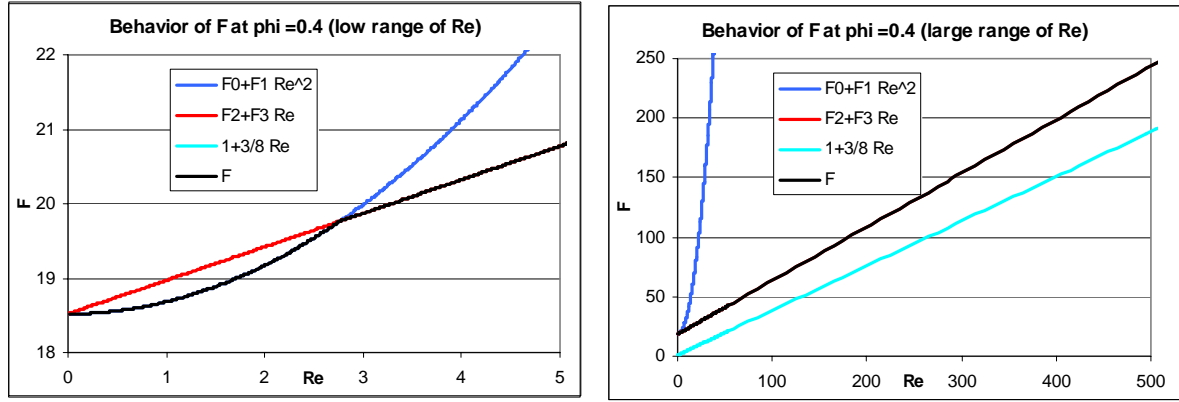 Behavior of F at phi =0.4 (low range of Re)
22
21
20
19
18
F
F0+F1 Re^2
F2+F3 Re
1+3/8 Re
F
0 1 2 3 4 5
Re
Behavior of F at phi =0.4 (large range of Re)
250
200
150
100
50
0
F
F0+F1 Re^2
F2+F3 Re
1+3/8 Re
F
0 100 200 300 400 500
Re